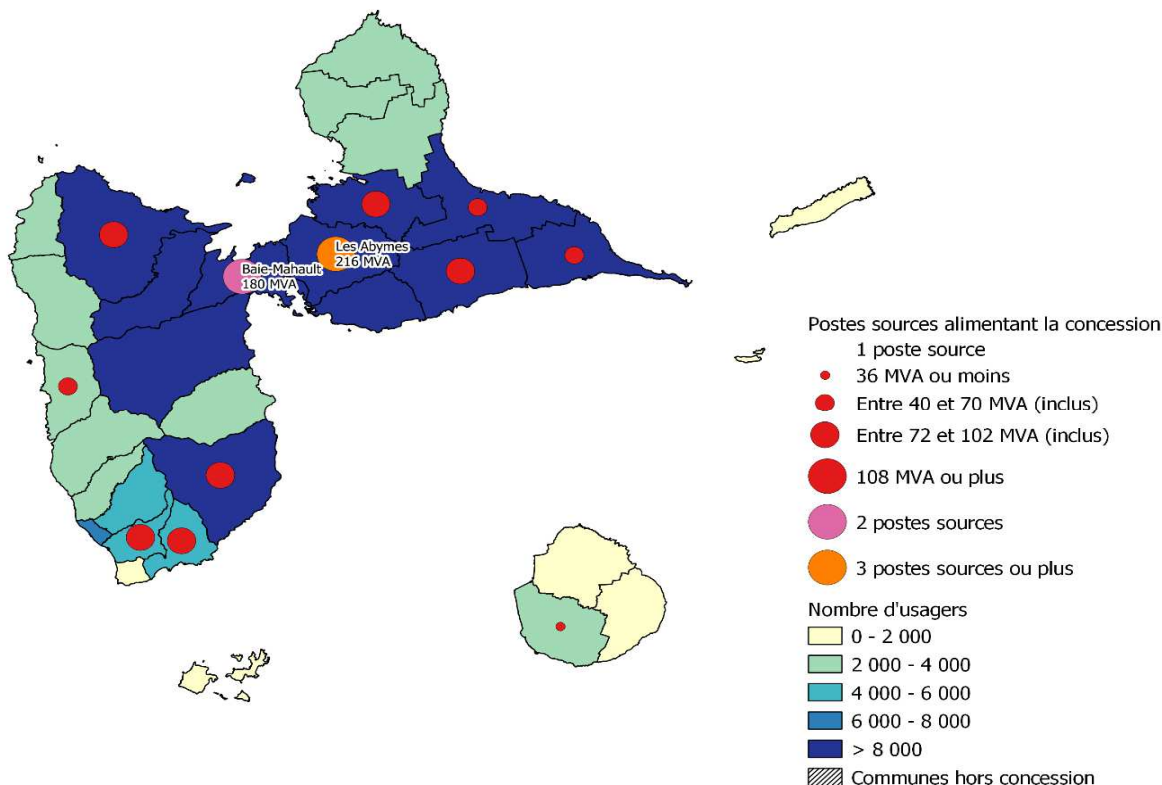 Les Abymes
216 MVA
Baie-Mahault
180 MVA
Postes sources alimentant la concession
1 poste source
36 MVA ou moins
Entre 40 et 70 MVA (inclus)
Entre 72 et 102 MVA (inclus)
108 MVA ou plus
2 postes sources
3 postes sources ou plus
Nombre d'usagers
0 - 2 000
2 000 - 4 000
4 000 - 6 000
6 000 - 8 000
> 8 000
Communes hors concession